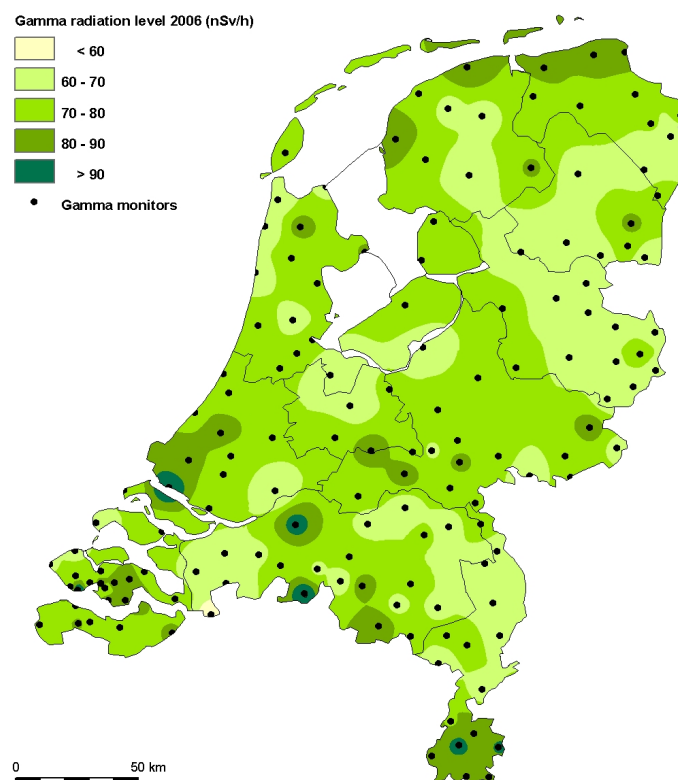 Gamma radiation level 2006 (nSv/h)
< 60
60 - 70
70 - 80
80 - 90
> 90
Gamma monitors
0 50 km